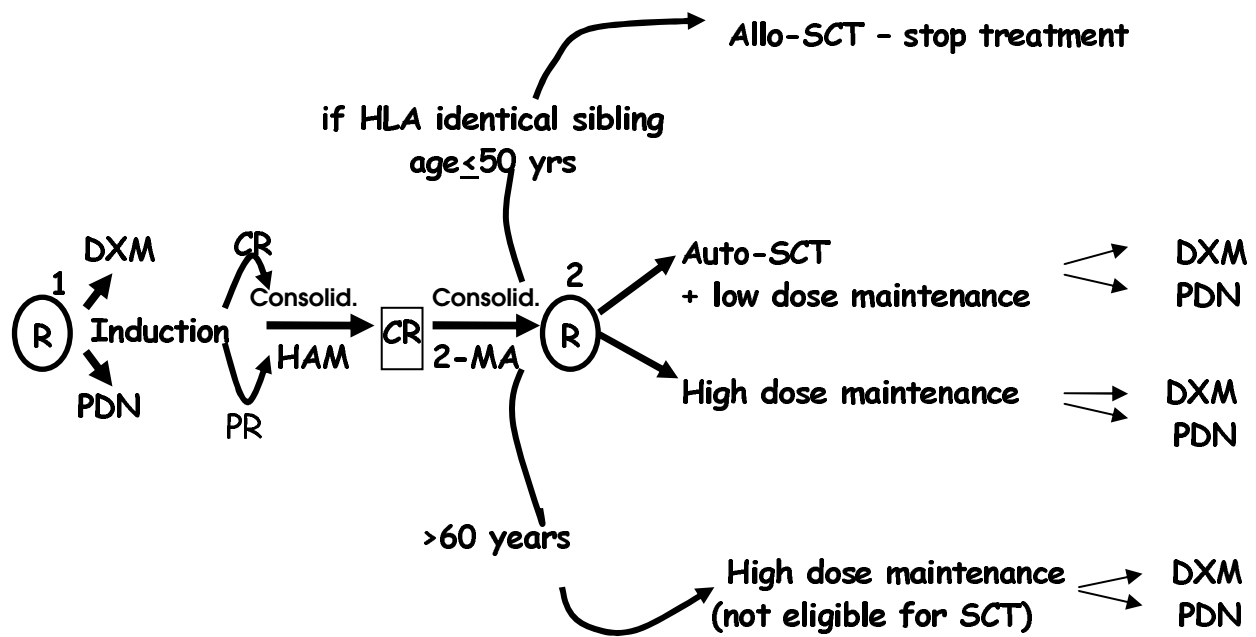 Allo-SCT – stop treatment
if HLA identical sibling
age≤50 yrs
DXM
CR
1
2
Auto-SCT
+ low dose maintenance
DXM
PDN
Consolid.
Consolid.
R
Induction
CR
R
HAM
2-MA
PDN
PR
High dose maintenance
DXM
PDN
>60 years
High dose maintenance
(not eligible for SCT)
DXM
PDN